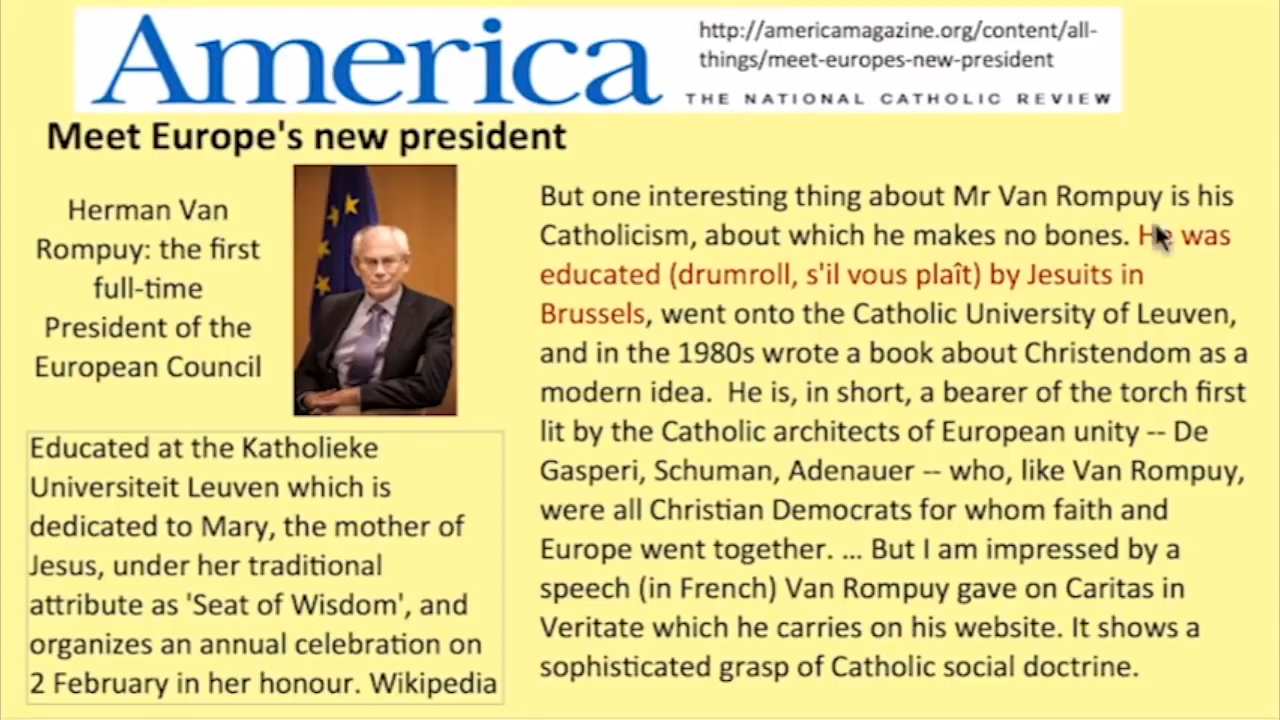 America
http://americamagazine.org/content/all-
things/meet-europes-new-president
THE NATIONAL CATHOLIC REVIEW
Meet Europe's new president
Herman Van
Rompuy: the first
full-time
President of the
European Council
Educated at the Katholieke
Universiteit Leuven which is
dedicated to Mary, the mother of
Jesus, under her traditional
attribute as 'Seat of Wisdom', and
organizes an annual celebration on
2 February in her honour. Wikipedia
But one interesting thing about Mr Van Rompuy is his
Catholicism, about which he makes no bones. He was
educated (drumroll, s'il vous plaît) by Jesuits in
Brussels, went onto the Catholic University of Leuven,
and in the 1980s wrote a book about Christendom as a
modern idea. He is, in short, a bearer of the torch first
lit by the Catholic architects of European unity -- De
Gasperi, Schuman, Adenauer -- who, like Van Rompuy,
were all Christian Democrats for whom faith and
Europe went together. ... But I am impressed by a
speech (in French) Van Rompuy gave on Caritas in
Veritate which he carries on his website. It shows a
sophisticated grasp of Catholic social doctrine.